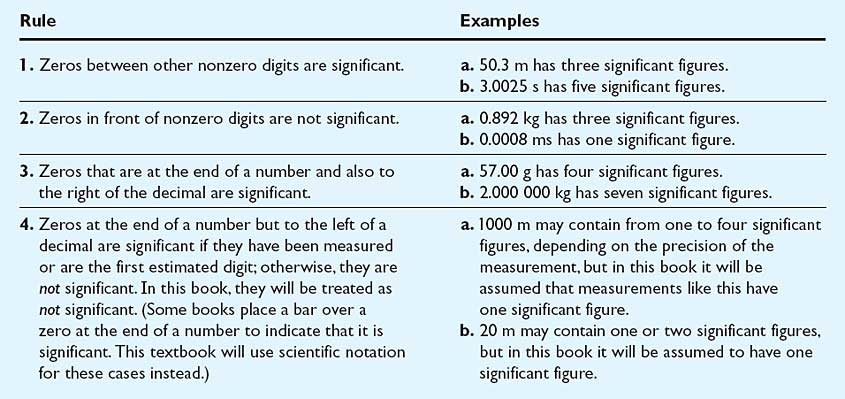 Rule
Examples
1. Zeros between other nonzero digits are significant.
a. 50.3 m has three significant figures.
b. 3.0025 s has five significant figures.
2. Zeros in front of nonzero digits are not significant.
a. 0.892 kg has three significant figures.
b. 0.0008 ms has one significant figure.
3. Zeros that are at the end of a number and also to
the right of the decimal are significant.
a. 57.00 g has four significant figures.
b. 2.000 000 kg has seven significant figures.
4. Zeros at the end of a number but to the left of a
decimal are significant if they have been measured
or are the first estimated digit; otherwise, they are
not significant. In this book, they will be treated as
not significant. (Some books place a bar over a
zero at the end of a number to indicate that it is
significant. This textbook will use scientific notation
for these cases instead.)
a. 1000 m may contain from one to four significant
figures, depending on the precision of the
measurement, but in this book it will be
assumed that measurements like this have
one significant figure.
b. 20 m may contain one or two significant figures,
but in this book it will be assumed to have one
significant figure.